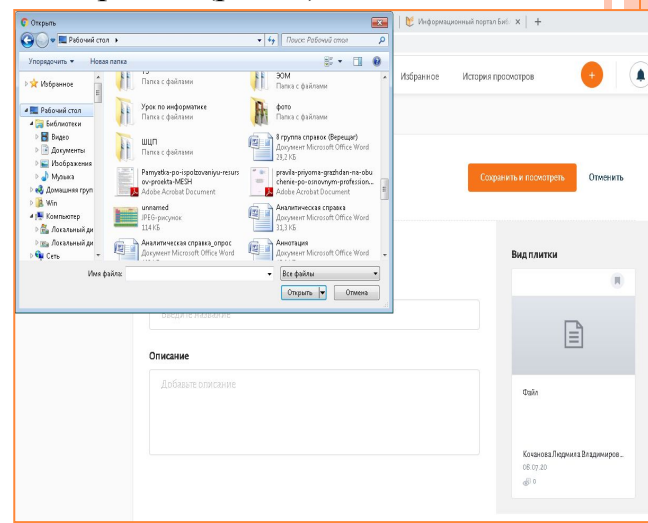 Открыть
Информационный портал Библ
Рабочий стол
Поиск: Рабочий стол
Упорядочить
Новая папка
Избранное
Рабочий стол
Библиотеки
Видео
Документы
Изображения
Музыка
Домашняя груп
Win
Компьютер
Локальный ди
Локальный ди
Сеть
Папка с файлами
Урок по информатике
Папка с файлами
ШЦП
Папка с файлами
Pamyatka-po-ispolzovaniyu-resurs
ov-proekta-MESH
Adobe Acrobat Document
unnamed
JPEG-рисунок
114 КБ
Аналитическая справка_опрос
Документ Microsoft Office Word
ЭОМ
Папка с файлами
фото
Папка с файлами
8 группа справок (Верещаг)
Документ Microsoft Office Word
29,2 КБ
pravila-priyoma-grazhdan-na-obu
chenie-po-osnovnym-profession...
Adobe Acrobat Document
Аналитическая справка
Документ Microsoft Office Word
31,3 КБ
Аннотация
Документ Microsoft Office Word
Имя файла:
Все файлы
Открыть
Отмена
Избранное
История просмотров
Сохранить и посмотреть
Отменить
Введите название
Описание
Добавьте описание
Вид плитки
Файл
Кочанова Людмила Владимиров...
08.07.20
0